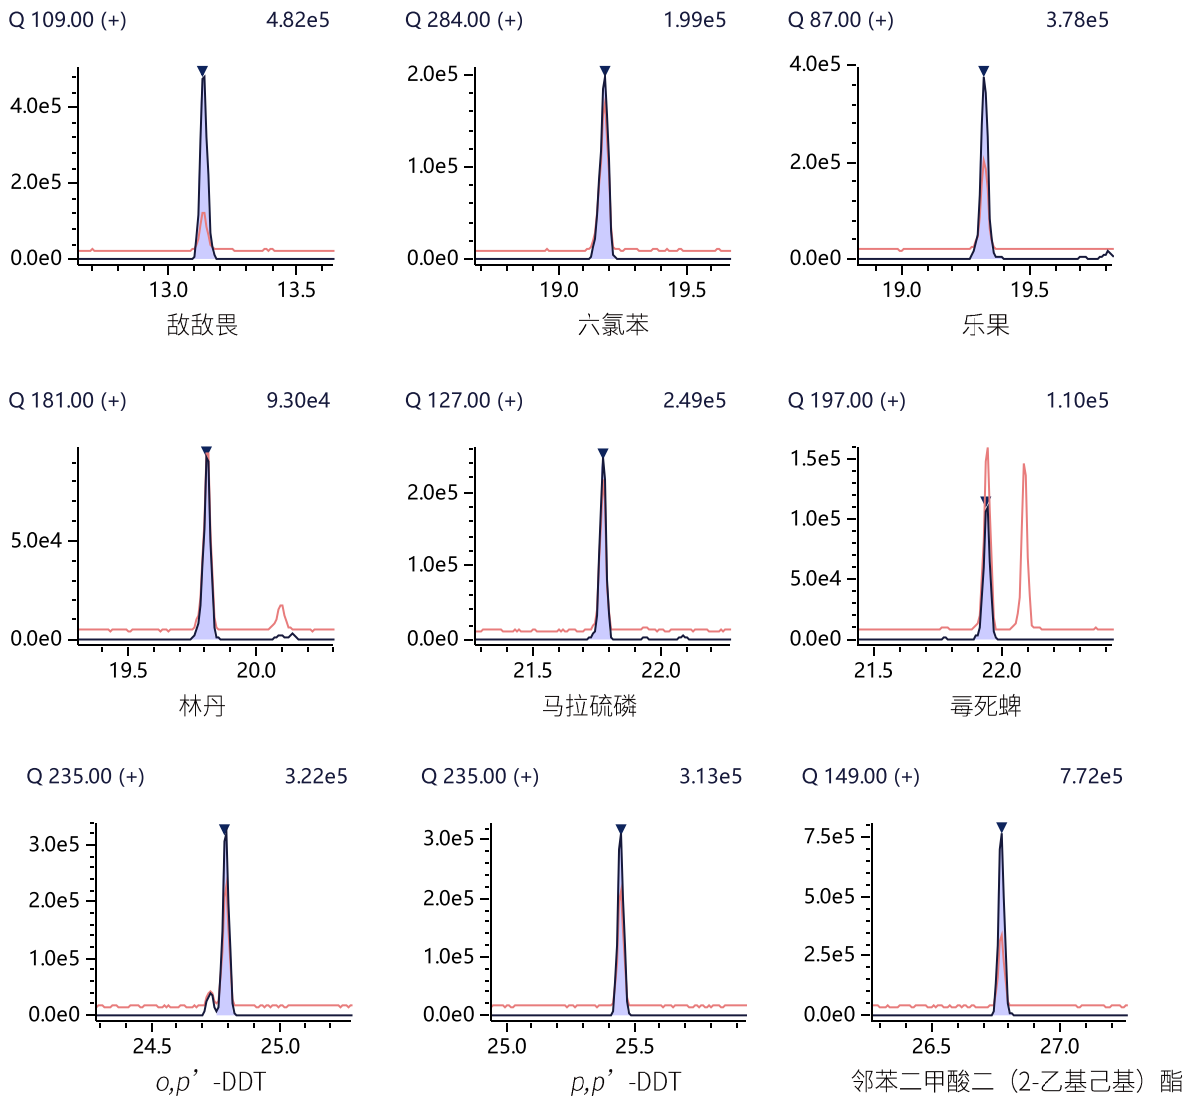 Q 109.00 (+) 4.82e5
4.0e5
2.0e5
0.0e0
13.0 13.5
敌敌畏
Q 284.00 (+) 1.99e5
2.0e5
1.0e5
0.0e0
19.0 19.5
六氯苯
Q 87.00 (+) 3.78e5
4.0e5
2.0e5
0.0e0
19.0 19.5
乐果
Q 181.00 (+) 9.30e4
5.0e4
0.0e0
19.5 20.0
林丹
Q 127.00 (+) 2.49e5
2.0e5
1.0e5
0.0e0
21.5 22.0
马拉硫磷
Q 197.00 (+) 1.10e5
1.5e5
1.0e5
5.0e4
0.0e0
21.5 22.0
毒死蜱
Q 235.00 (+) 3.22e5
3.0e5
2.0e5
1.0e5
0.0e0
24.5 25.0
o,p’-DDT
Q 235.00 (+) 3.13e5
3.0e5
2.0e5
1.0e5
0.0e0
25.0 25.5
p,p’-DDT
Q 149.00 (+) 7.72e5
7.5e5
5.0e5
2.5e5
0.0e0
26.5 27.0
邻苯二甲酸二（2-乙基己基）酯